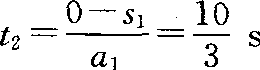 t₂ = (0 − s₁)/a₁ = 10/3 s